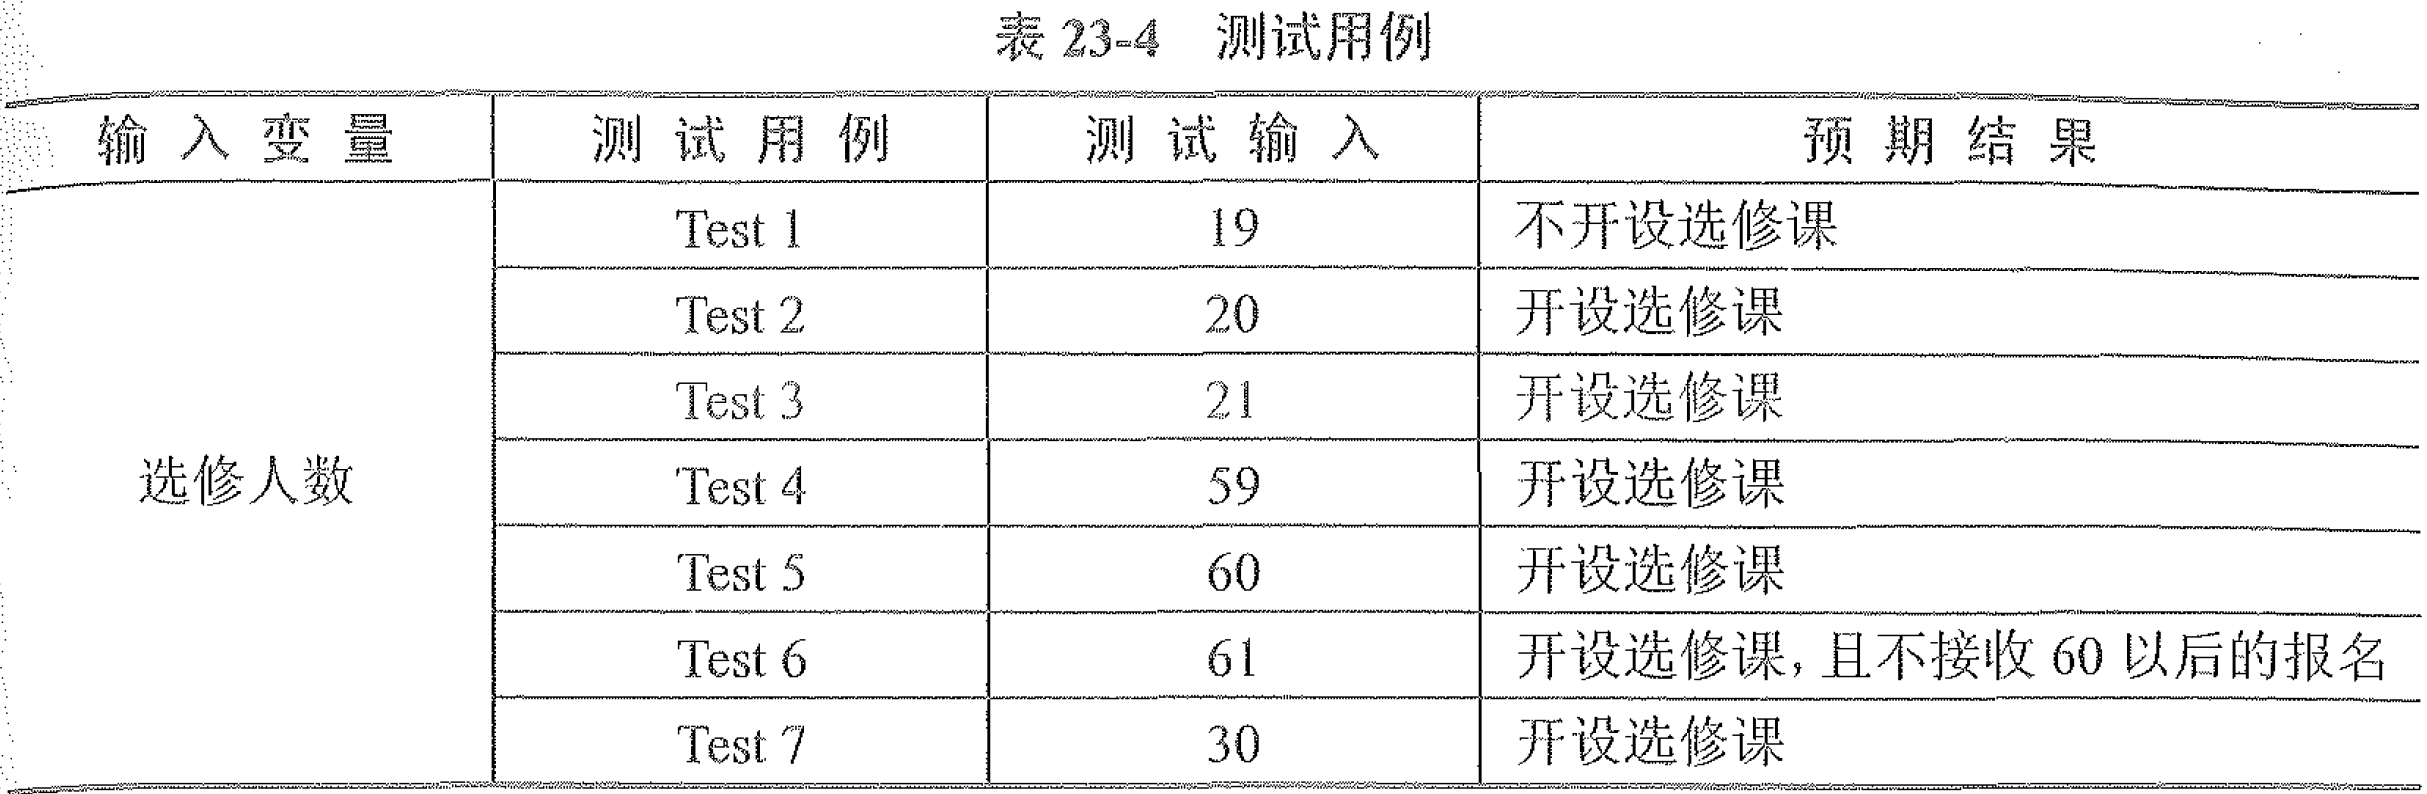 表 23-4 测试用例
输入变量 测试用例 测试输入 预期结果
Test 1 19 不开设选修课
Test 2 20 开设选修课
Test 3 21 开设选修课
选修人数 Test 4 59 开设选修课
Test 5 60 开设选修课
Test 6 61 开设选修课，且不接收 60 以后的报名
Test 7 30 开设选修课